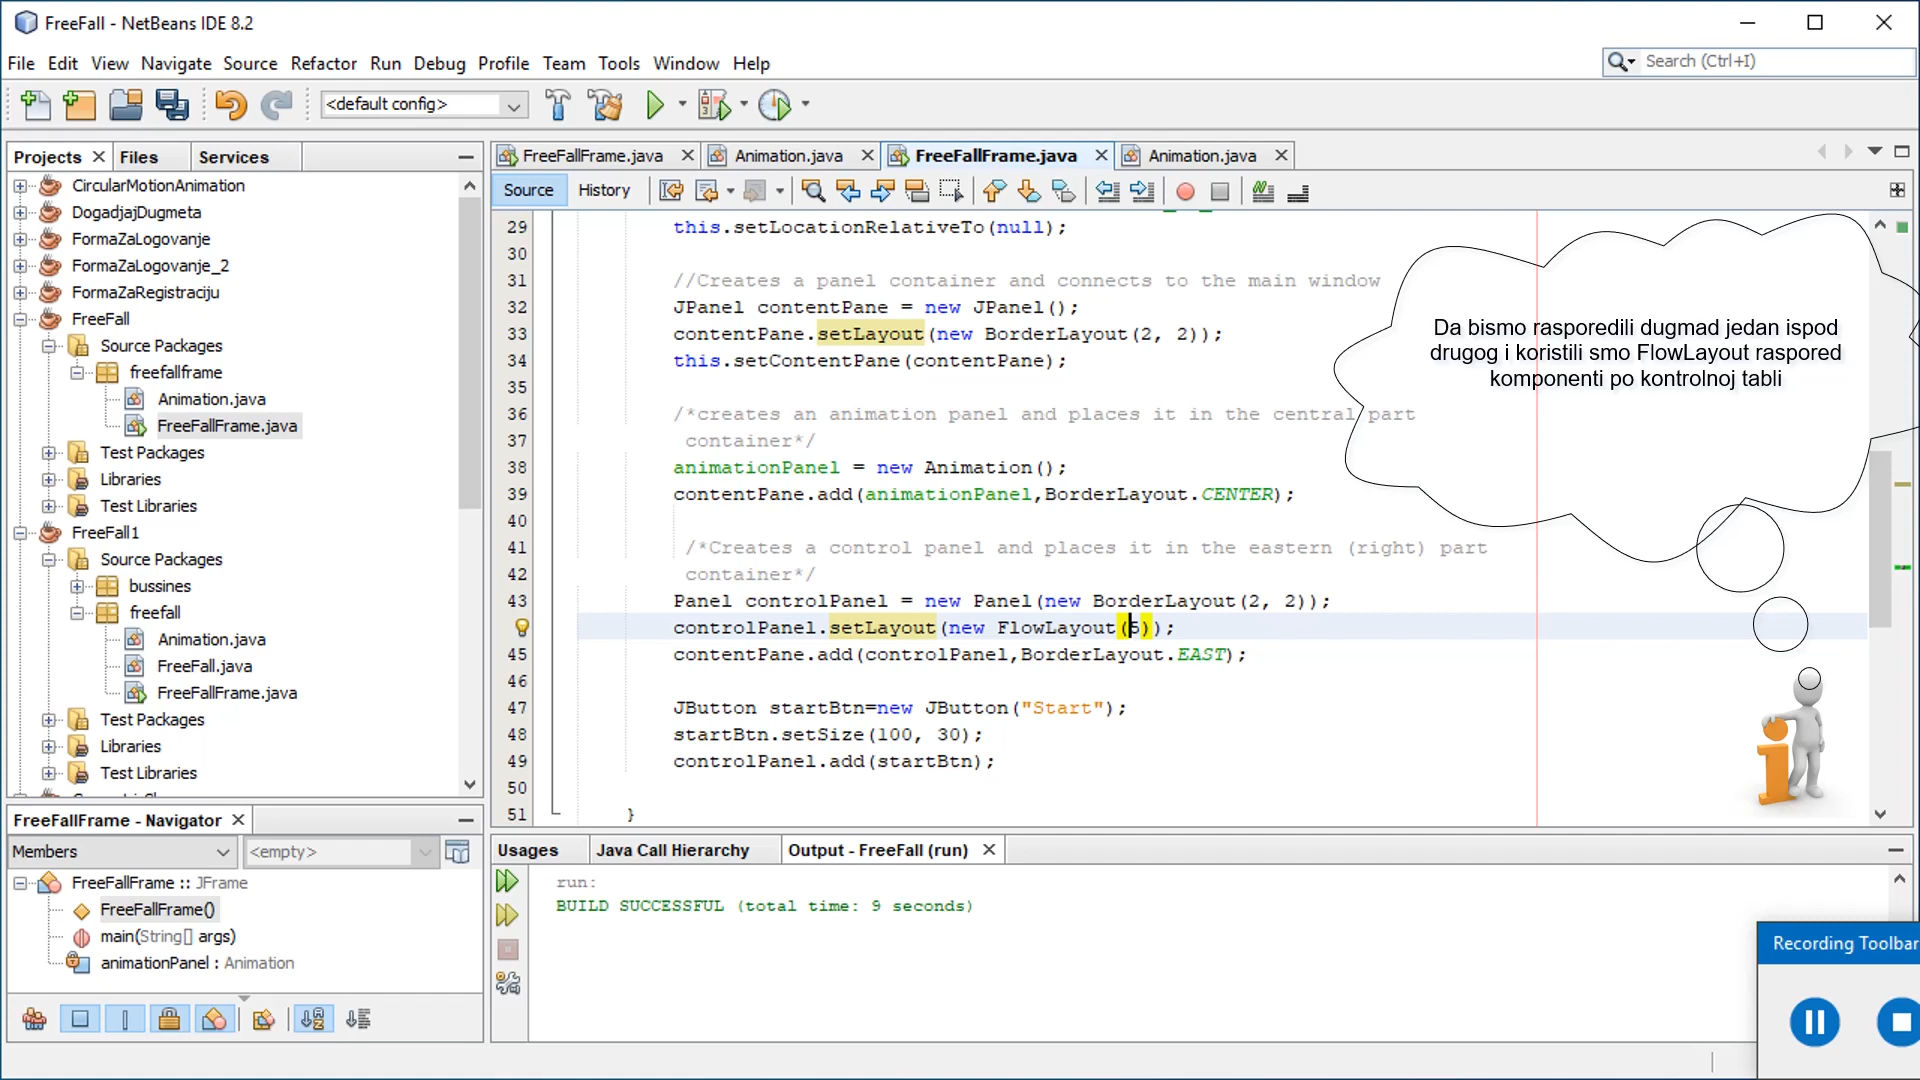 FreeFall - NetBeans IDE 8.2
File Edit View Navigate Source Refactor Run Debug Profile Team Tools Window Help
Search (Ctrl+I)
<default config>
Projects Files Services
FreeFallFrame.java Animation.java FreeFallFrame.java Animation.java
Source History
CircularMotionAnimation
DogadjajDugmeta
FormaZaLogovanje
FormaZaLogovanje_2
FormaZaRegistraciju
FreeFall
Source Packages
freefallframe
Animation.java
FreeFallFrame.java
Test Packages
Libraries
Test Libraries
FreeFall1
Source Packages
bussines
freefall
Animation.java
FreeFall.java
FreeFallFrame.java
Test Packages
Libraries
Test Libraries
29 this.setLocationRelativeTo(null);
30
31 //Creates a panel container and connects to the main window
32 JPanel contentPane = new JPanel();
33 contentPane.setLayout(new BorderLayout(2, 2));
34 this.setContentPane(contentPane);
35
36 /*creates an animation panel and places it in the central part
37 container*/
38 animationPanel = new Animation();
39 contentPane.add(animationPanel,BorderLayout.CENTER);
40
41 /*Creates a control panel and places it in the eastern (right) part
42 container*/
43 Panel controlPanel = new Panel(new BorderLayout(2, 2));
controlPanel.setLayout(new FlowLayout(5));
45 contentPane.add(controlPanel,BorderLayout.EAST);
46
47 JButton startBtn=new JButton("Start");
48 startBtn.setSize(100, 30);
49 controlPanel.add(startBtn);
50
51 }
Da bismo rasporedili dugmad jedan ispod
drugog i koristili smo FlowLayout raspored
komponenti po kontrolnoj tabli
FreeFallFrame - Navigator
Members <empty>
FreeFallFrame :: JFrame
FreeFallFrame()
main(String[] args)
animationPanel : Animation
Usages Java Call Hierarchy Output - FreeFall (run)
run:
BUILD SUCCESSFUL (total time: 9 seconds)
Recording Toolbar